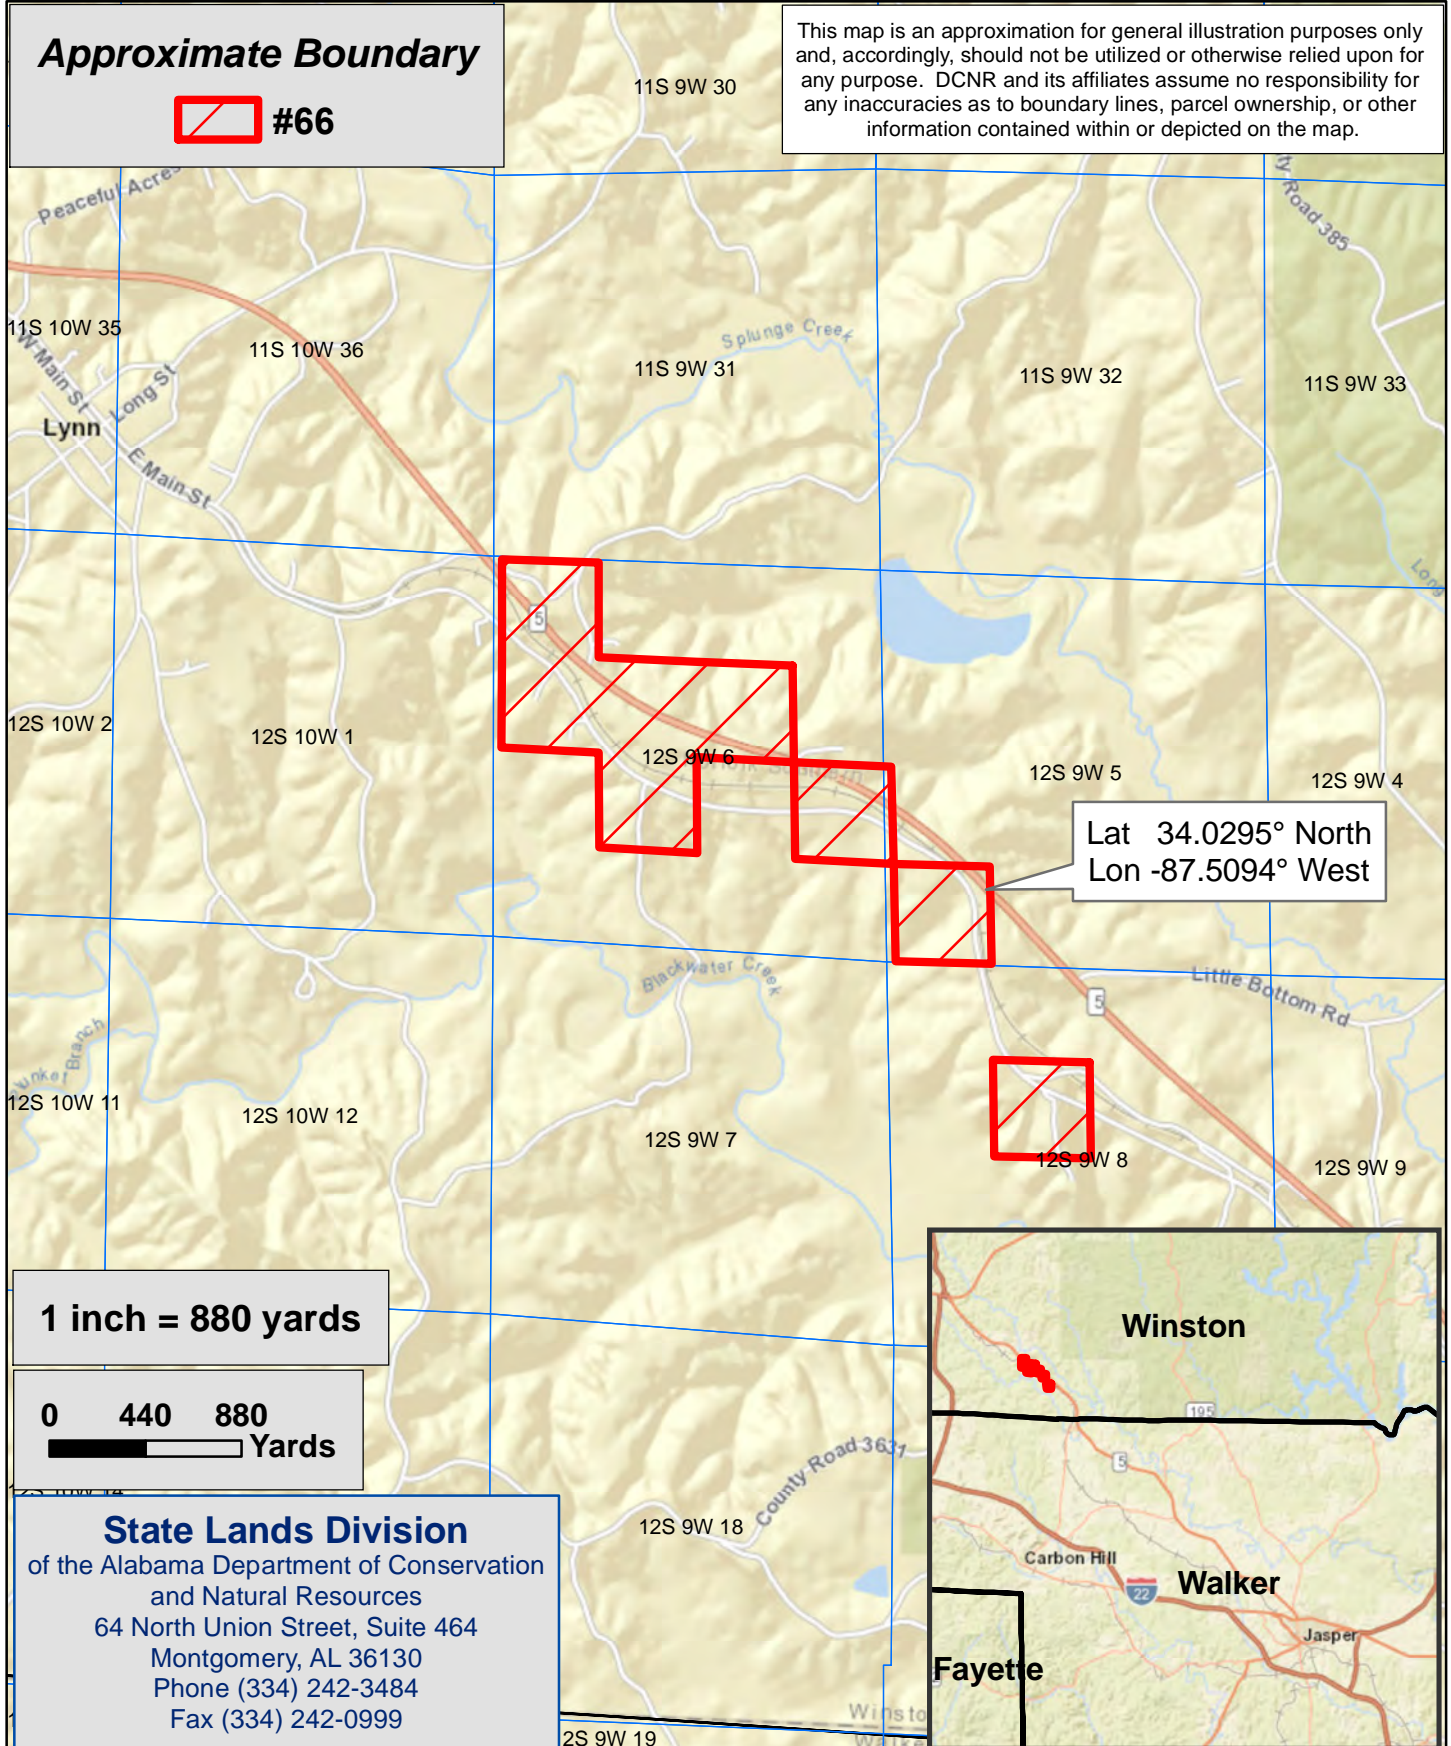 Approximate Boundary
#66
This map is an approximation for general illustration purposes only
and, accordingly, should not be utilized or otherwise relied upon for
any purpose.  DCNR and its affiliates assume no responsibility for
any inaccuracies as to boundary lines, parcel ownership, or other
information contained within or depicted on the map.
11S 9W 30
Peaceful Acres
Road 385
11S 10W 35
11S 10W 36
Splunge Creek
11S 9W 31
11S 9W 32
11S 9W 33
W Main St
Long St
Lynn
E Main St
Long
5
12S 10W 2
12S 10W 1
12S 9W 6
12S 9W 5
12S 9W 4
Lat   34.0295° North
Lon -87.5094° West
Blackwater Creek
Little Bottom Rd
5
Branch
12S 10W 11
12S 10W 12
12S 9W 7
12S 9W 8
12S 9W 9
1 inch = 880 yards
0 440 880
Yards
County Road 3631
12S 9W 18
State Lands Division
of the Alabama Department of Conservation
and Natural Resources
64 North Union Street, Suite 464
Montgomery, AL 36130
Phone (334) 242-3484
Fax (334) 242-0999
2S 9W 19
Winsto
Walke
Winston
195
5
Carbon Hill
22
Walker
Jasper
Fayette